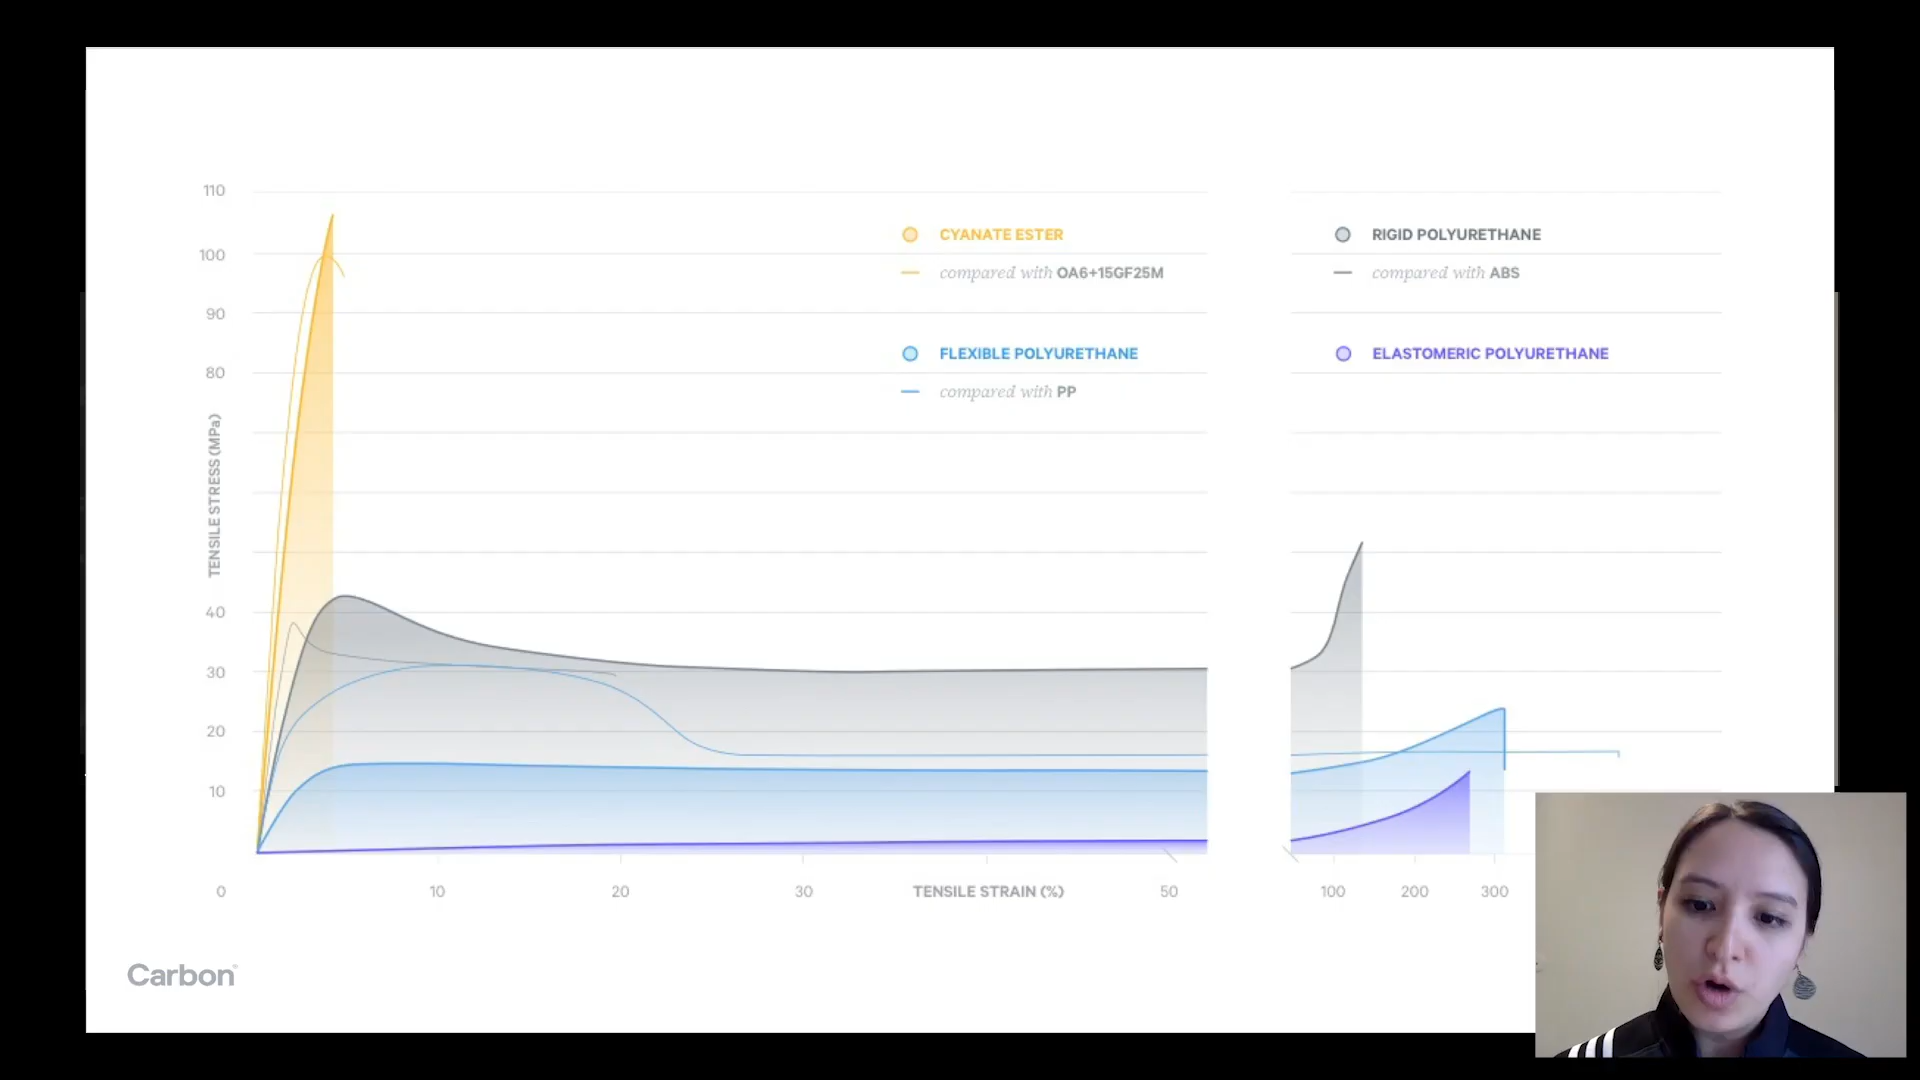 110
100
90
80
40
30
20
10
0
TENSILE STRESS (MPa)
CYANATE ESTER
compared with OA6+15GF25M
FLEXIBLE POLYURETHANE
compared with PP
RIGID POLYURETHANE
compared with ABS
ELASTOMERIC POLYURETHANE
10 20 30 TENSILE STRAIN (%) 50 100 200 300
Carbon